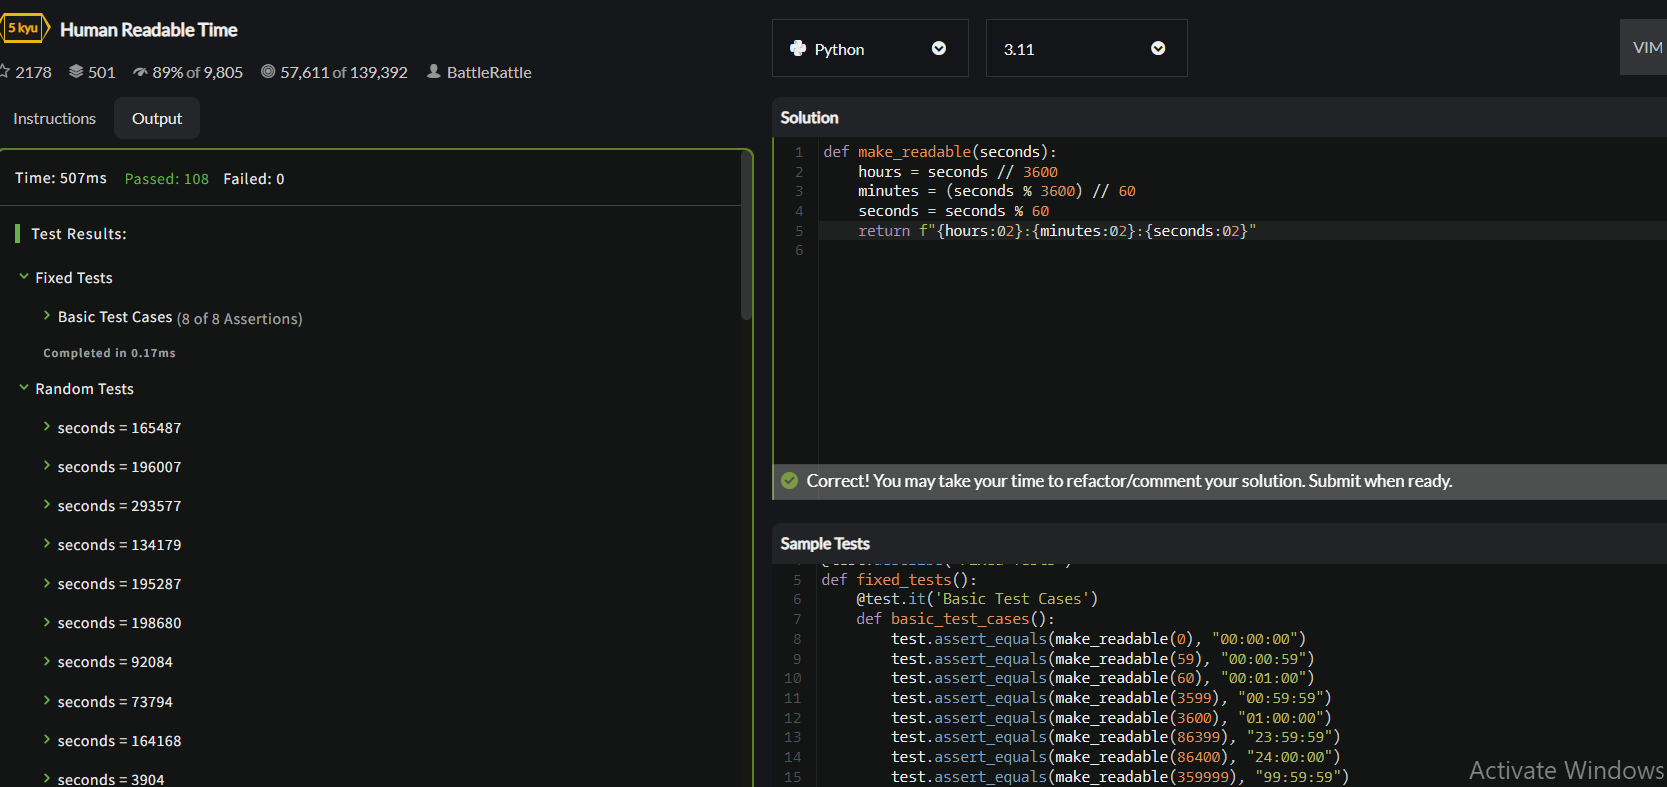 5 kyu Human Readable Time
2178 501 89% of 9,805 57,611 of 139,392 BattleRattle
Instructions Output
Time: 507ms Passed: 108 Failed: 0
Test Results:
Fixed Tests
Basic Test Cases (8 of 8 Assertions)
Completed in 0.17ms
Random Tests
seconds = 165487
seconds = 196007
seconds = 293577
seconds = 134179
seconds = 195287
seconds = 198680
seconds = 92084
seconds = 73794
seconds = 164168
seconds = 3904
Python 3.11 VIM
Solution
1 def make_readable(seconds):
2 hours = seconds // 3600
3 minutes = (seconds % 3600) // 60
4 seconds = seconds % 60
5 return f"{hours:02}:{minutes:02}:{seconds:02}"
6
Correct! You may take your time to refactor/comment your solution. Submit when ready.
Sample Tests
5 def fixed_tests():
6 @test.it('Basic Test Cases')
7 def basic_test_cases():
8 test.assert_equals(make_readable(0), "00:00:00")
9 test.assert_equals(make_readable(59), "00:00:59")
10 test.assert_equals(make_readable(60), "00:01:00")
11 test.assert_equals(make_readable(3599), "00:59:59")
12 test.assert_equals(make_readable(3600), "01:00:00")
13 test.assert_equals(make_readable(86399), "23:59:59")
14 test.assert_equals(make_readable(86400), "24:00:00")
15 test.assert_equals(make_readable(359999), "99:59:59")
Activate Windows